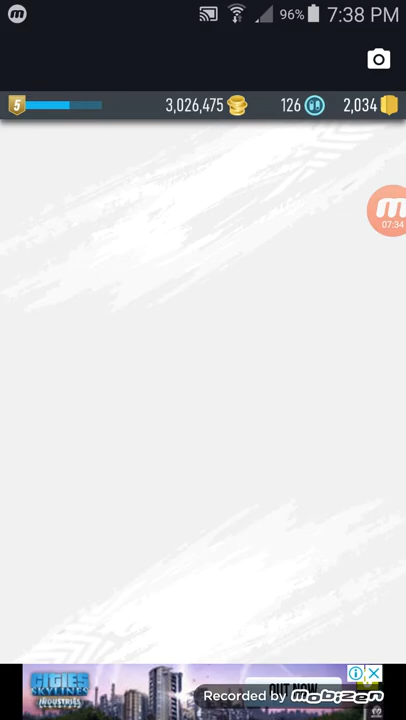 96% 7:38 PM
5 3,026,475 126 2,034
07:34
CITIES
SKYLINES
INDUSTRIES
OUT NOW
Recorded by mobizen